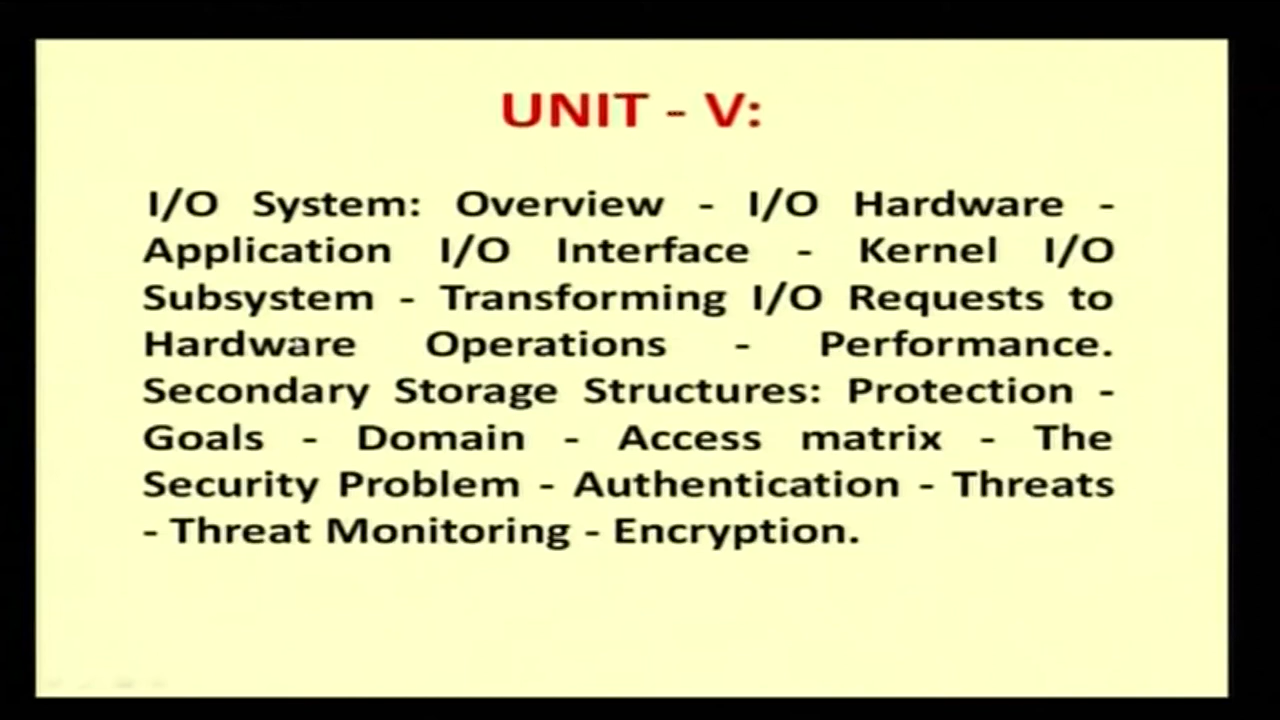 UNIT - V:
I/O System: Overview - I/O Hardware -
Application I/O Interface - Kernel I/O
Subsystem - Transforming I/O Requests to
Hardware Operations - Performance.
Secondary Storage Structures: Protection -
Goals - Domain - Access matrix - The
Security Problem - Authentication - Threats
- Threat Monitoring - Encryption.